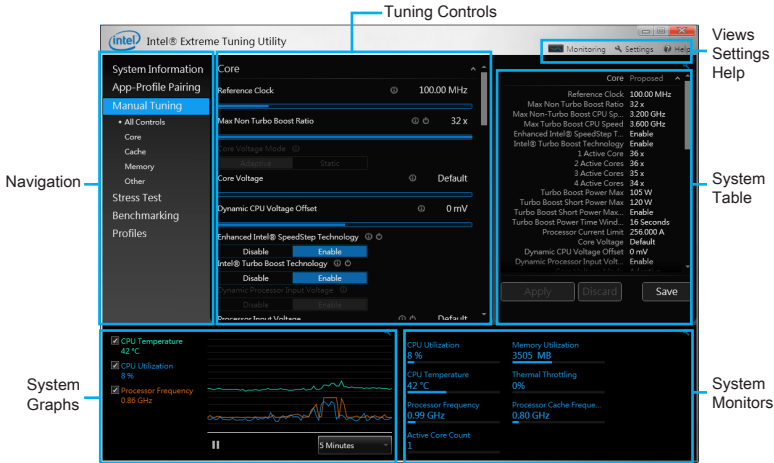 Tuning Controls
Views
Settings
Help
Navigation
System
Table
System
Graphs
System
Monitors
intel Intel® Extreme Tuning Utility
Monitoring Settings Help
System Information
App-Profile Pairing
Manual Tuning
• All Controls
Core
Cache
Memory
Other
Stress Test
Benchmarking
Profiles
Core
Reference Clock 100.00 MHz
Max Non Turbo Boost Ratio 32 x
Core Voltage Mode
Adaptive Static
Core Voltage Default
Dynamic CPU Voltage Offset 0 mV
Enhanced Intel® SpeedStep Technology
Disable Enable
Intel® Turbo Boost Technology
Disable Enable
Dynamic Processor Input Voltage
Disable Enable
Processor Input Voltage Default
Core Proposed
Reference Clock 100.00 MHz
Max Non Turbo Boost Ratio 32 x
Max Non-Turbo Boost CPU Sp... 3.200 GHz
Max Turbo Boost CPU Speed 3.600 GHz
Enhanced Intel® SpeedStep T... Enable
Intel® Turbo Boost Technology Enable
1 Active Core 36 x
2 Active Cores 36 x
3 Active Cores 35 x
4 Active Cores 34 x
Turbo Boost Power Max 105 W
Turbo Boost Short Power Max 120 W
Turbo Boost Short Power Max... Enable
Turbo Boost Power Time Wind... 16 Seconds
Processor Current Limit 256.000 A
Core Voltage Default
Dynamic CPU Voltage Offset 0 mV
Dynamic Processor Input Volt... Enable
Core Voltage Mode Adaptive
Apply Discard Save
CPU Temperature
42 °C
CPU Utilization
8 %
Processor Frequency
0.86 GHz
5 Minutes
CPU Utilization
8 %
Memory Utilization
3505 MB
CPU Temperature
42 °C
Thermal Throttling
0%
Processor Frequency
0.99 GHz
Processor Cache Freque...
0.80 GHz
Active Core Count
1